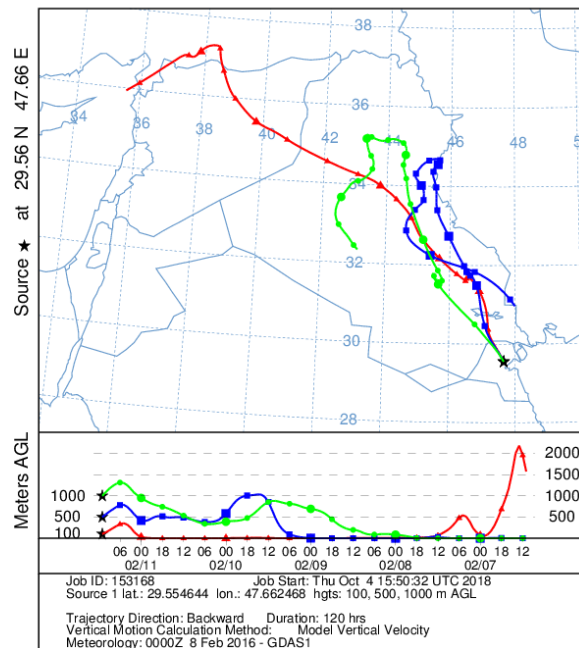 Source ★ at 29.56 N 47.66 E
34
36
38
40
42
44
46
48
5
38
36
34
32
30
28
Meters AGL
2000
1500
1000 1000
500 500
100
06 00 18 12 06 00 18 12 06 00 18 12 06 00 18 12 06 00 18 12
02/11 02/10 02/09 02/08 02/07
Job ID: 153168 Job Start: Thu Oct 4 15:50:32 UTC 2018
Source 1 lat.: 29.554644 lon.: 47.662468 hgts: 100, 500, 1000 m AGL
Trajectory Direction: Backward Duration: 120 hrs
Vertical Motion Calculation Method: Model Vertical Velocity
Meteorology: 0000Z 8 Feb 2016 - GDAS1